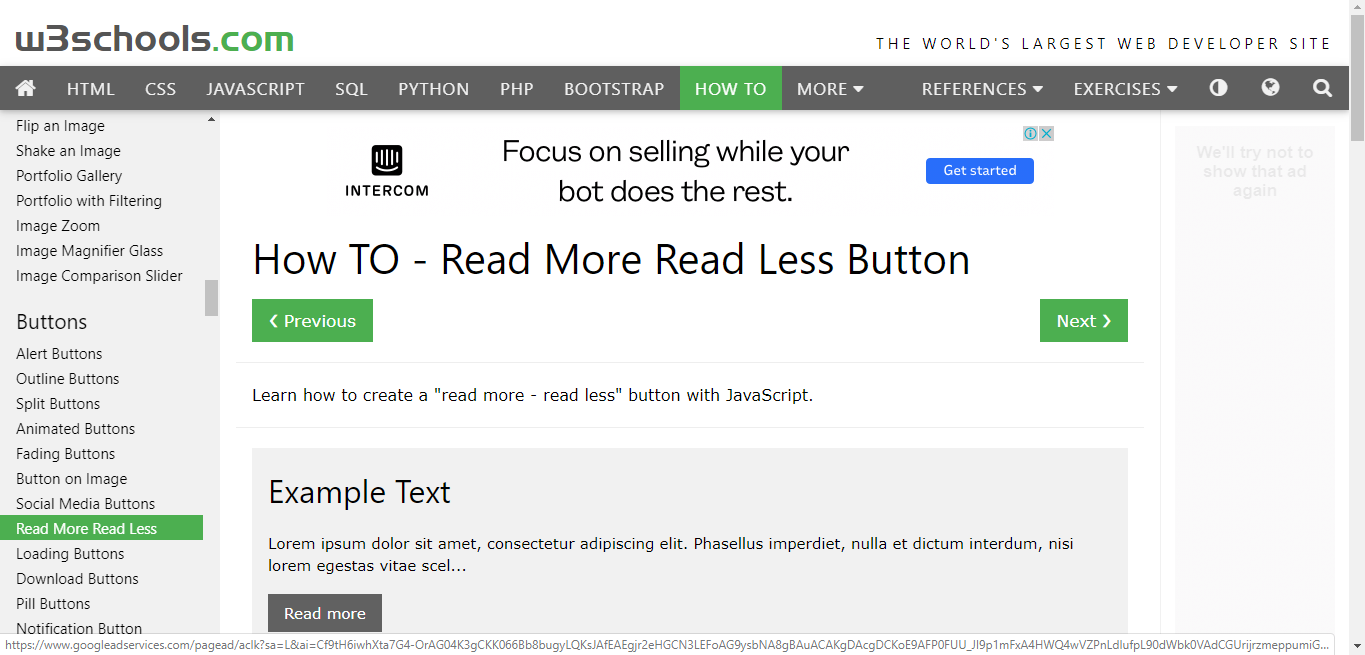 w3schools.com
THE WORLD'S LARGEST WEB DEVELOPER SITE
HTML CSS JAVASCRIPT SQL PYTHON PHP BOOTSTRAP HOW TO MORE REFERENCES EXERCISES
Flip an Image
Shake an Image
Portfolio Gallery
Portfolio with Filtering
Image Zoom
Image Magnifier Glass
Image Comparison Slider
Buttons
Alert Buttons
Outline Buttons
Split Buttons
Animated Buttons
Fading Buttons
Button on Image
Social Media Buttons
Read More Read Less
Loading Buttons
Download Buttons
Pill Buttons
Notification Button
INTERCOM
Focus on selling while your
bot does the rest.
Get started
How TO - Read More Read Less Button
❮ Previous
Next ❯
Learn how to create a "read more - read less" button with JavaScript.
Example Text
Lorem ipsum dolor sit amet, consectetur adipiscing elit. Phasellus imperdiet, nulla et dictum interdum, nisi
lorem egestas vitae scel...
Read more
We'll try not to
show that ad
again
https://www.googleadservices.com/pagead/aclk?sa=L&ai=